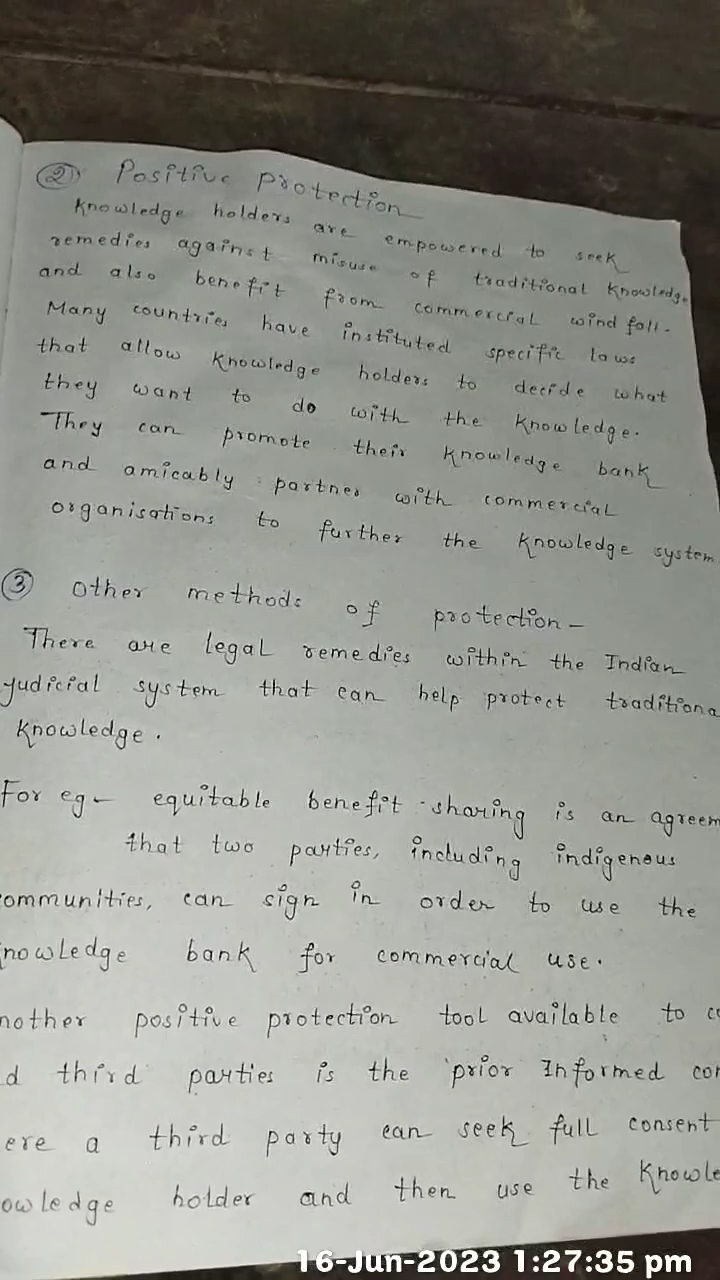 ② Positive protection
Knowledge holders are empowered to seek
remedies against misuse of traditional knowledge
and also benefit from commercial wind fall.
Many countries have instituted specific laws
that allow knowledge holders to decide what
they want to do with the knowledge.
They can promote their knowledge bank
and amicably partner with commercial
organisations to further the knowledge system
③ Other methods of protection –
There are legal remedies within the Indian
judicial system that can help protect traditiona
knowledge.
For eg – equitable benefit sharing is an agreem
that two parties, including indigenous
ommunities, can sign in order to use the
nowledge bank for commercial use.
nother positive protection tool available to co
d third parties is the prior Informed con
ere a third party can seek full consent
owledge holder and then use the knowle
16-Jun-2023 1:27:35 pm